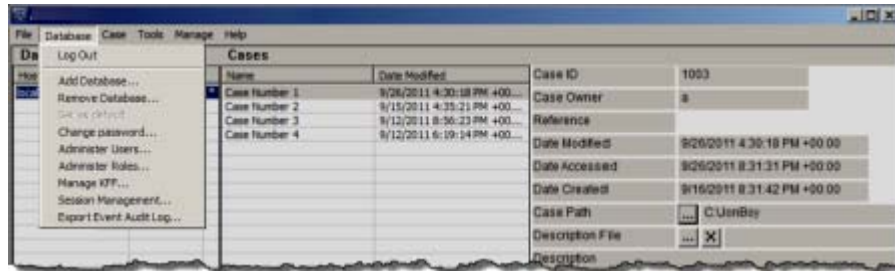 File Database Case Tools Manage Help
Da
Cases
Log Out
Add Database...
Remove Database...
Set as default
Change password...
Administer Users...
Administer Roles...
Manage KFF...
Session Management...
Export Event Audit Log...
Hos
loca
*
Name Date Modified
Case Number 1 9/26/2011 4:30:18 PM +00...
Case Number 2 9/15/2011 4:35:21 PM +00...
Case Number 3 9/12/2011 8:56:23 PM +00...
Case Number 4 9/12/2011 6:19:14 PM +00...
Case ID 1003
Case Owner a
Reference
Date Modified 9/26/2011 4:30:18 PM +00:00
Date Accessed 9/26/2011 8:31:31 PM +00:00
Date Created 9/16/2011 8:31:42 PM +00:00
Case Path ... C:\JonBoy
Description File ... X
Description